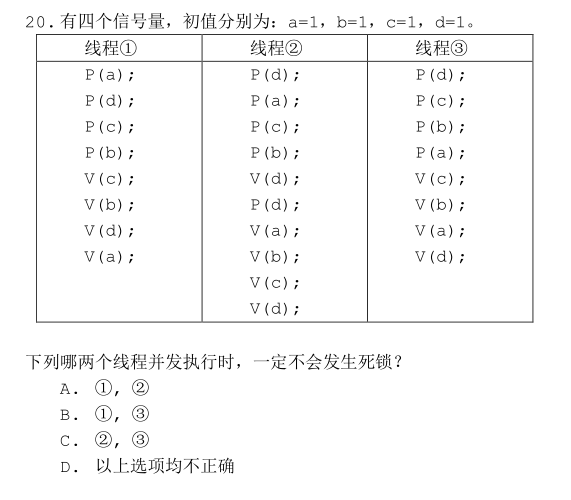 20.有四个信号量，初值分别为：a=1，b=1，c=1，d=1。
线程① 线程② 线程③
P(a); P(d); P(d);
P(d); P(a); P(c);
P(c); P(c); P(b);
P(b); P(b); P(a);
V(c); V(d); V(c);
V(b); P(d); V(b);
V(d); V(a); V(a);
V(a); V(b); V(d);
V(c);
V(d);
下列哪两个线程并发执行时，一定不会发生死锁？
A. ①，②
B. ①，③
C. ②，③
D. 以上选项均不正确